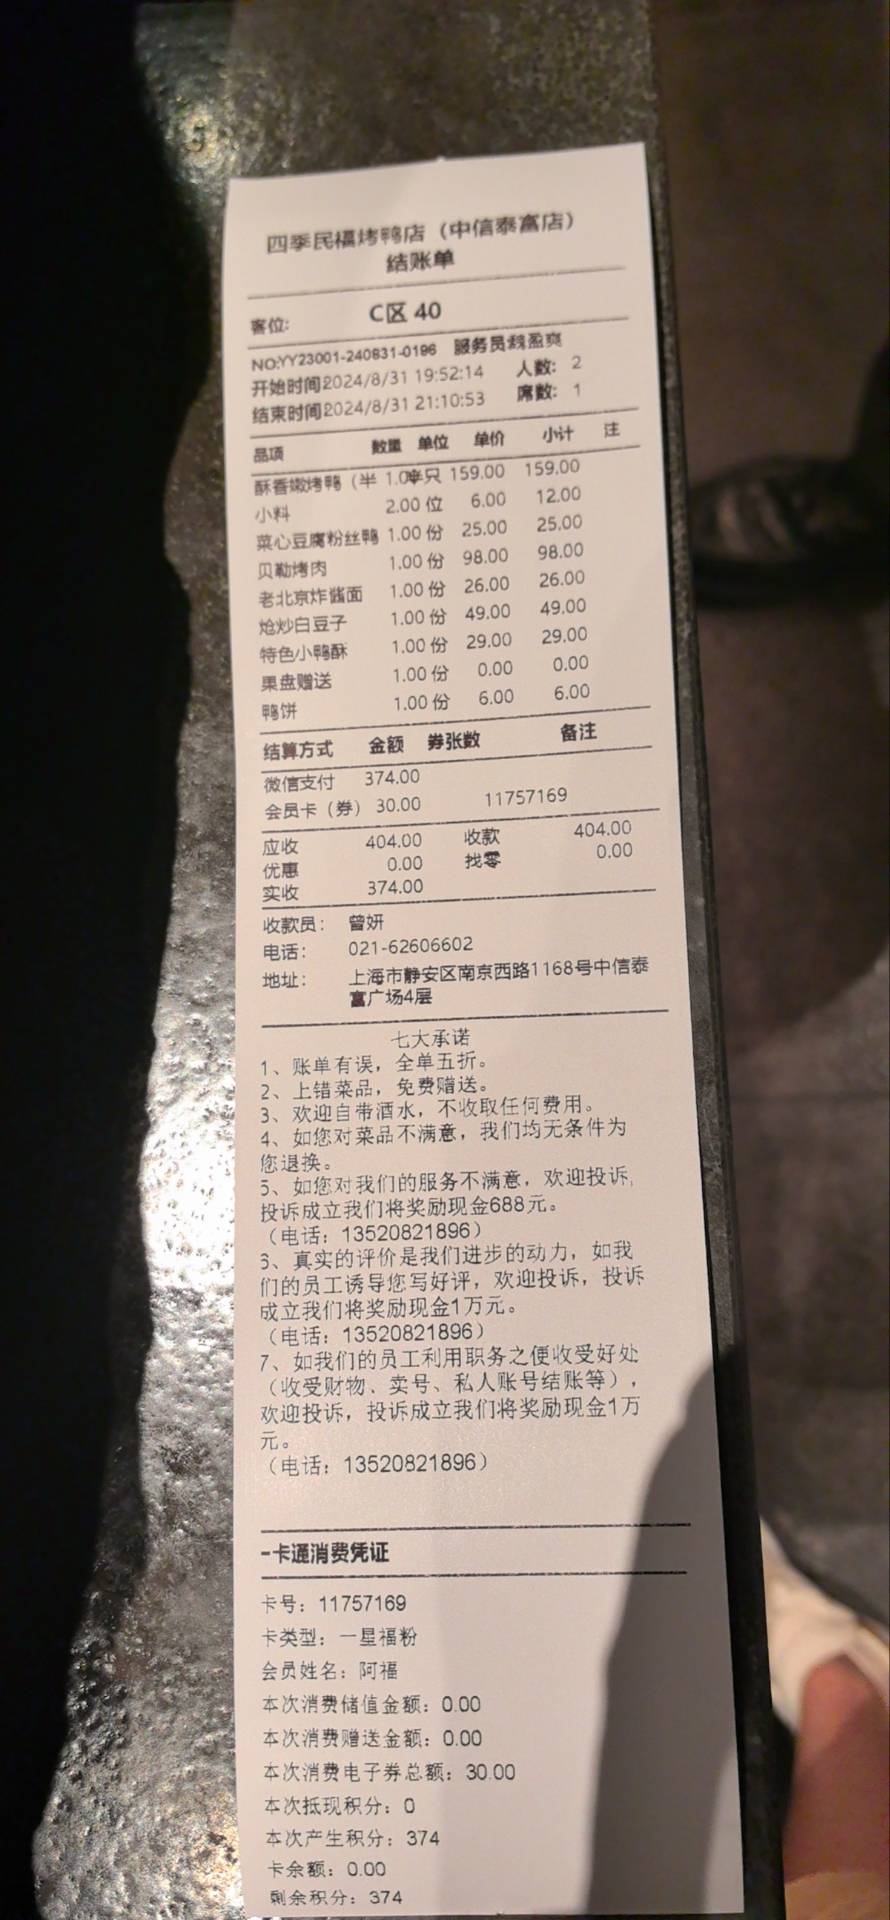 四季民福烤鸭店（中信泰富店）
结账单
客位: C区 40
NO:YY23001-240831-0196 服务员:魏盈爽
开始时间2024/8/31 19:52:14 人数: 2
结束时间2024/8/31 21:10:53 席数: 1
品项 数量 单位 单价 小计 注
酥香嫩烤鸭（半 1.0半只 159.00 159.00
小料 2.00 位 6.00 12.00
菜心豆腐粉丝鸭 1.00 份 25.00 25.00
贝勒烤肉 1.00 份 98.00 98.00
老北京炸酱面 1.00 份 26.00 26.00
炝炒白豆子 1.00 份 49.00 49.00
特色小鸭酥 1.00 份 29.00 29.00
果盘赠送 1.00 份 0.00 0.00
鸭饼 1.00 份 6.00 6.00
结算方式 金额 券张数 备注
微信支付 374.00
会员卡（券） 30.00 11757169
应收 404.00 收款 404.00
优惠 0.00 找零 0.00
实收 374.00
收款员: 曾妍
电话: 021-62606602
地址: 上海市静安区南京西路1168号中信泰
富广场4层
七大承诺
1、账单有误，全单五折。
2、上错菜品，免费赠送。
3、欢迎自带酒水，不收取任何费用。
4、如您对菜品不满意，我们均无条件为
您退换。
5、如您对我们的服务不满意，欢迎投诉,
投诉成立我们将奖励现金688元。
（电话：13520821896）
6、真实的评价是我们进步的动力，如我
们的员工诱导您写好评，欢迎投诉，投诉
成立我们将奖励现金1万元。
（电话：13520821896）
7、如我们的员工利用职务之便收受好处
（收受财物、卖号、私人账号结账等），
欢迎投诉，投诉成立我们将奖励现金1万
元。
（电话：13520821896）
一卡通消费凭证
卡号：11757169
卡类型：一星福粉
会员姓名：阿福
本次消费储值金额：0.00
本次消费赠送金额：0.00
本次消费电子券总额：30.00
本次抵现积分：0
本次产生积分：374
卡余额：0.00
剩余积分：374